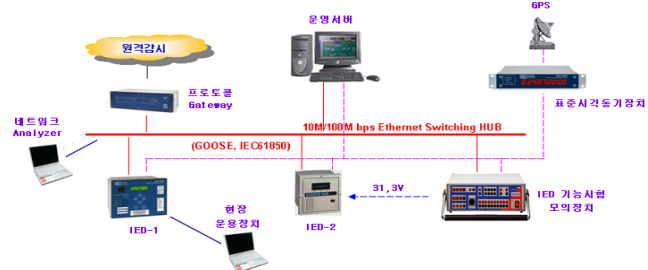 GPS
운영서버
원격감시
프로토콜
Gateway
표준시각동기장치
네트워크
Analyzer
10M/100M bps Ethernet Switching HUB
(GOOSE, IEC61850)
31,3V
IED 기능시험
모의장치
현장
운용장치
IED-1
IED-2